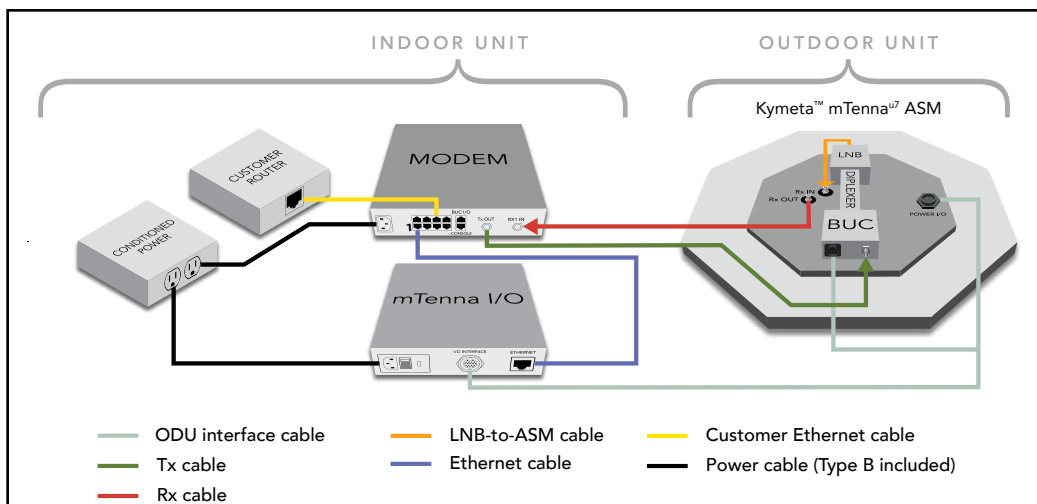 INDOOR UNIT
OUTDOOR UNIT
Kymeta™ mTennaᵘ⁷ ASM
CUSTOMER
ROUTER
MODEM
BUC I/O
Tx OUT
RX1 IN
CONSOLE
LNB
DIPLEXER
Rx IN
Rx OUT
BUC
POWER I/O
CONDITIONED
POWER
mTenna I/O
I/O INTERFACE
ETHERNET
ODU interface cable
LNB-to-ASM cable
Customer Ethernet cable
Tx cable
Ethernet cable
Power cable (Type B included)
Rx cable